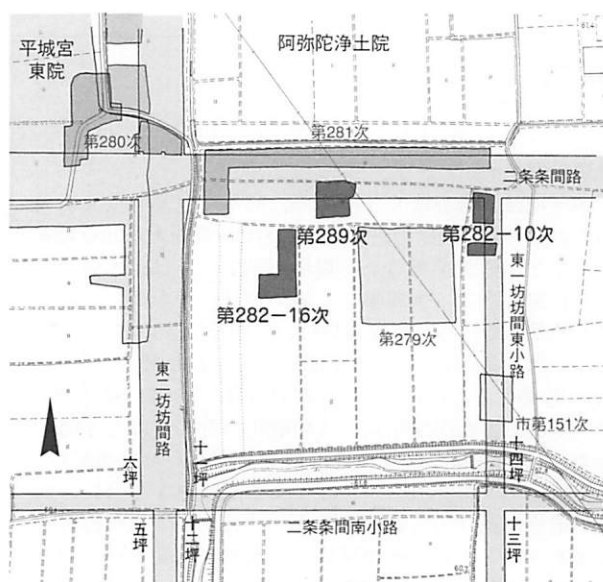 平城宮
東院
阿弥陀浄土院
第280次
第281次
二条条間路
第289次
第282-10次
第282-16次
第279次
東一坊坊間東小路
東二坊坊間路
市第151次
六坪
十一坪
十四坪
五坪
十二坪
二条条間南小路
十三坪